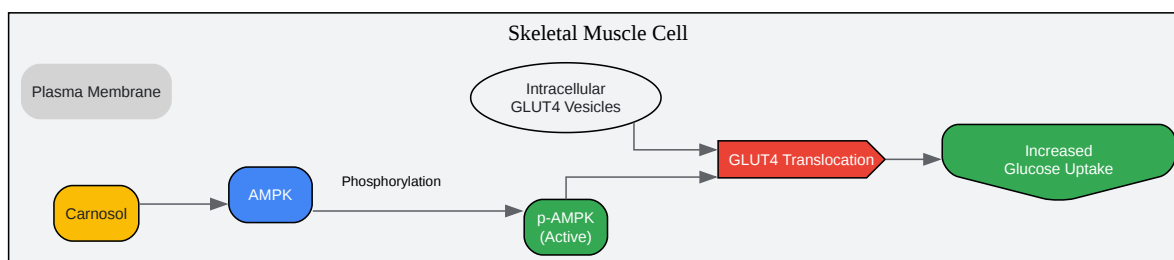 Skeletal Muscle Cell
Plasma Membrane
Intracellular
GLUT4 Vesicles
GLUT4 Translocation
Increased
Glucose Uptake
Phosphorylation
AMPK
Carnosol
p-AMPK
(Active)